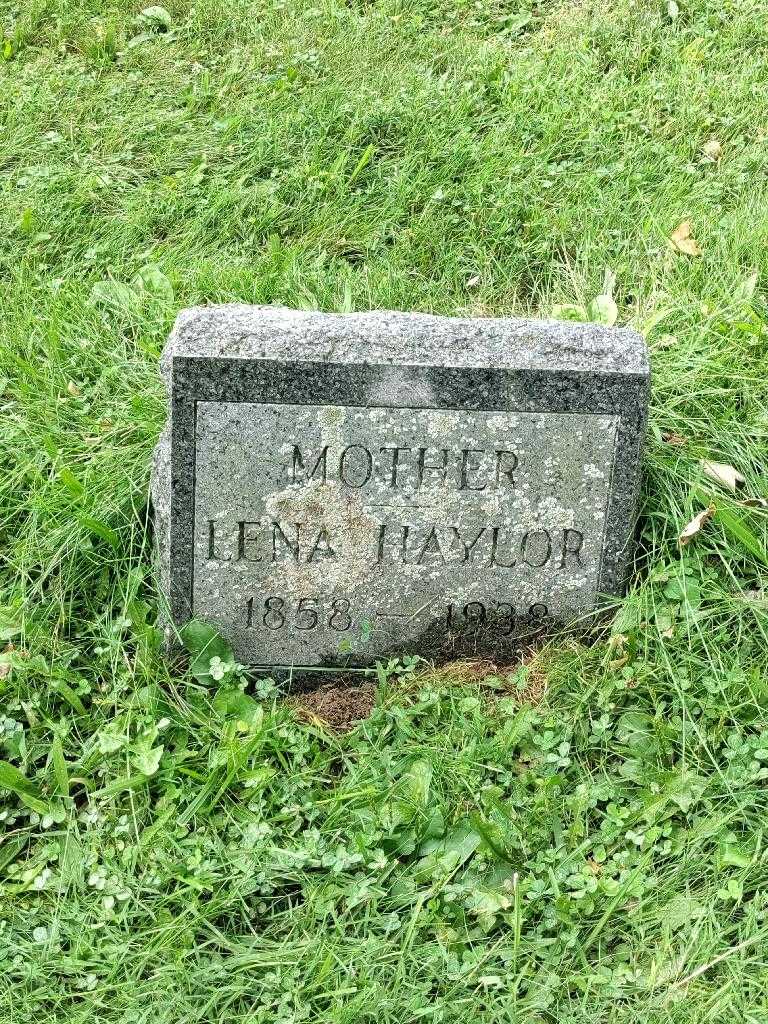 MOTHER
LENA HAYLOR
1858 — 1938